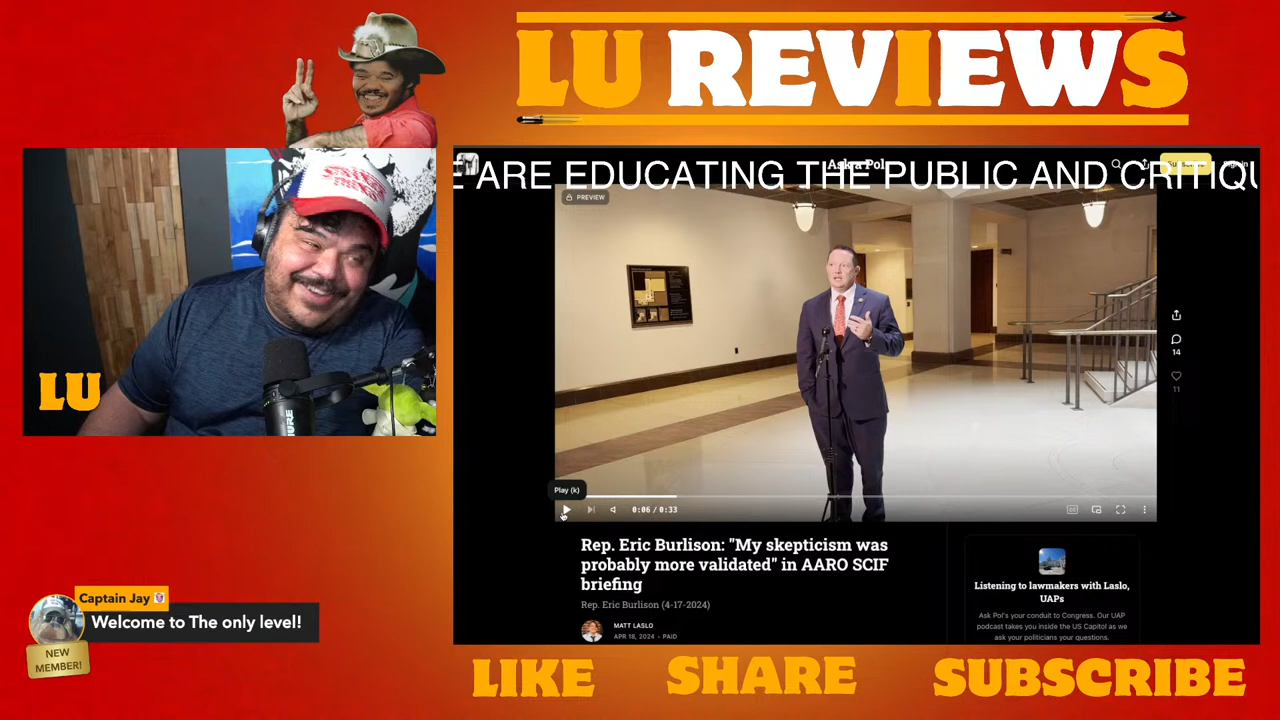 LU REVIEWS
Ask a Pol
E ARE EDUCATING THE PUBLIC AND CRITIQU
PREVIEW
LU
SHURE
14
11
Play (k)
0:06 / 0:33
Rep. Eric Burlison: "My skepticism was
probably more validated" in AARO SCIF
briefing
Rep. Eric Burlison (4-17-2024)
MATT LASLO
APR 18, 2024 • PAID
Listening to lawmakers with Laslo,
UAPs
Ask Pol's your conduit to Congress. Our UAP
podcast takes you inside the US Capitol as we
ask your politicians your questions.
Captain Jay
Welcome to The only level!
NEW
MEMBER!
LIKE SHARE SUBSCRIBE